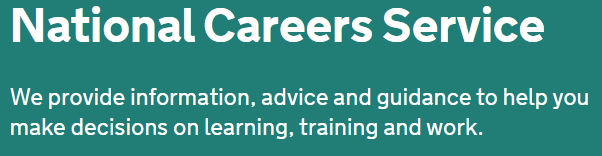 National Careers Service
We provide information, advice and guidance to help you
make decisions on learning, training and work.